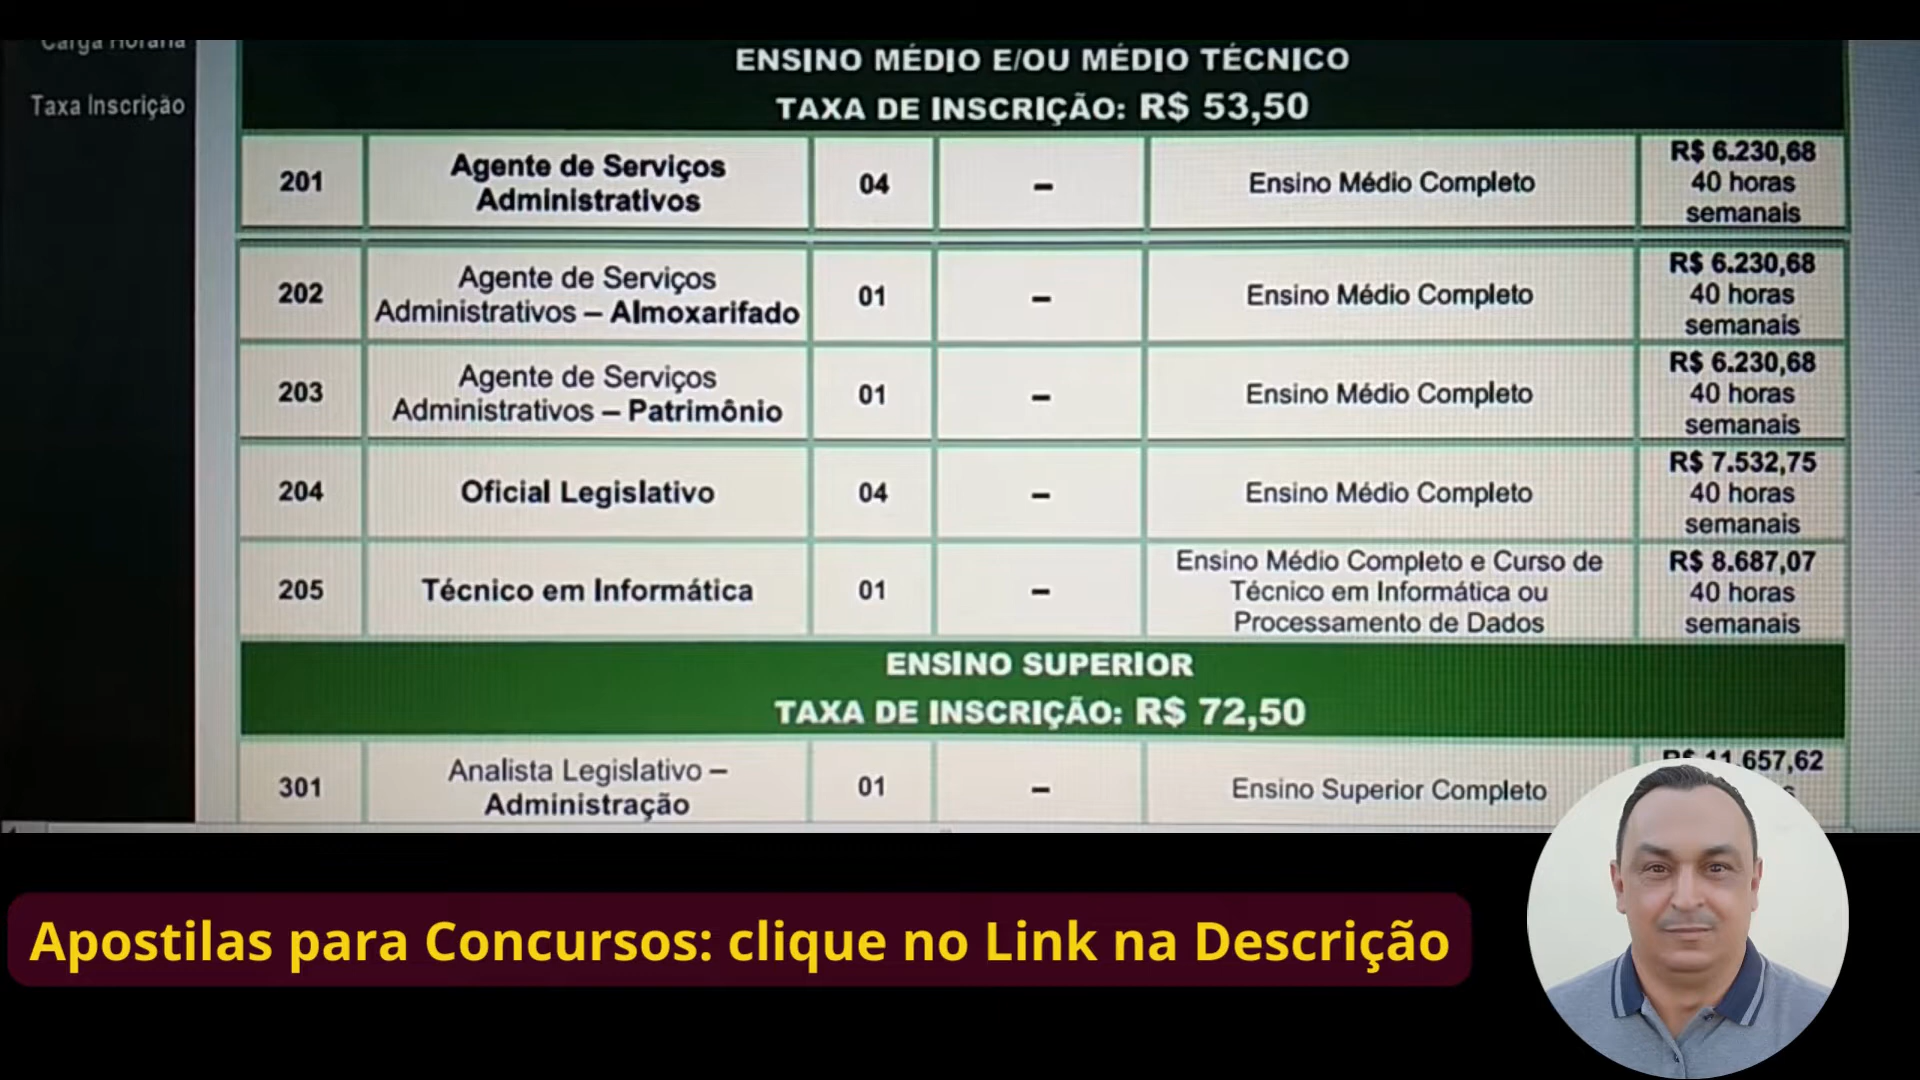 Carga Horária
Taxa Inscrição
ENSINO MÉDIO E/OU MÉDIO TÉCNICO
TAXA DE INSCRIÇÃO: R$ 53,50
201
Agente de Serviços
Administrativos
04
–
Ensino Médio Completo
R$ 6.230,68
40 horas
semanais
202
Agente de Serviços
Administrativos – Almoxarifado
01
–
Ensino Médio Completo
R$ 6.230,68
40 horas
semanais
203
Agente de Serviços
Administrativos – Patrimônio
01
–
Ensino Médio Completo
R$ 6.230,68
40 horas
semanais
204
Oficial Legislativo
04
–
Ensino Médio Completo
R$ 7.532,75
40 horas
semanais
205
Técnico em Informática
01
–
Ensino Médio Completo e Curso de
Técnico em Informática ou
Processamento de Dados
R$ 8.687,07
40 horas
semanais
ENSINO SUPERIOR
TAXA DE INSCRIÇÃO: R$ 72,50
301
Analista Legislativo –
Administração
01
–
Ensino Superior Completo
R$ 11.657,62
Apostilas para Concursos: clique no Link na Descrição